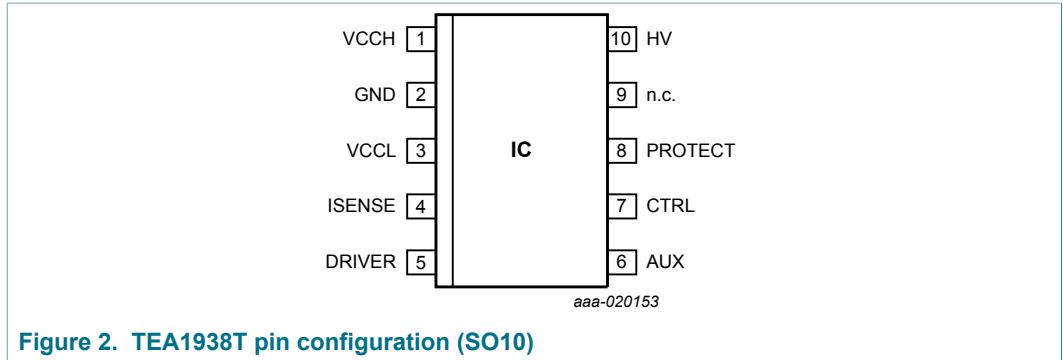 VCCH 1 10 HV
GND 2 9 n.c.
VCCL 3 IC 8 PROTECT
ISENSE 4 7 CTRL
DRIVER 5 6 AUX
aaa-020153
Figure 2. TEA1938T pin configuration (SO10)